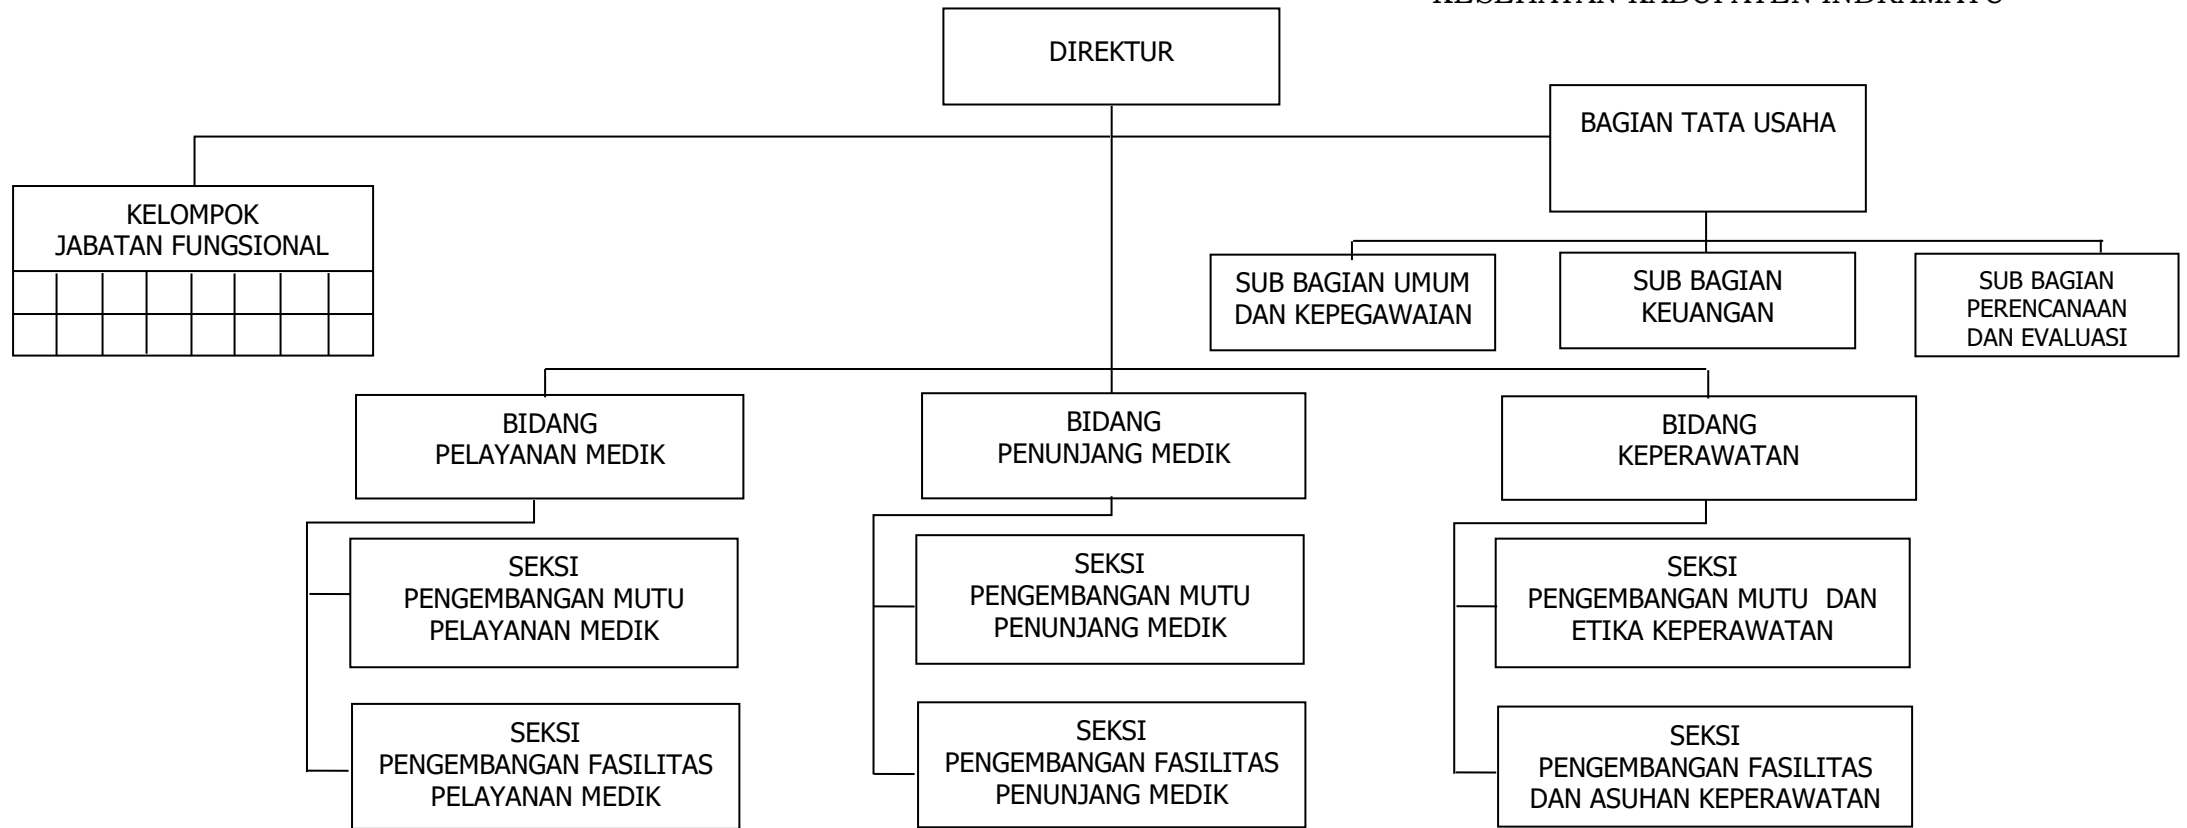 KESEHATAN KABUPATEN INDRAMAYU
DIREKTUR
BAGIAN TATA USAHA
KELOMPOK
JABATAN FUNGSIONAL
SUB BAGIAN UMUM
DAN KEPEGAWAIAN
SUB BAGIAN
KEUANGAN
SUB BAGIAN
PERENCANAAN
DAN EVALUASI
BIDANG
PELAYANAN MEDIK
BIDANG
PENUNJANG MEDIK
BIDANG
KEPERAWATAN
SEKSI
PENGEMBANGAN MUTU
PELAYANAN MEDIK
SEKSI
PENGEMBANGAN MUTU
PENUNJANG MEDIK
SEKSI
PENGEMBANGAN MUTU  DAN
ETIKA KEPERAWATAN
SEKSI
PENGEMBANGAN FASILITAS
PELAYANAN MEDIK
SEKSI
PENGEMBANGAN FASILITAS
PENUNJANG MEDIK
SEKSI
PENGEMBANGAN FASILITAS
DAN ASUHAN KEPERAWATAN